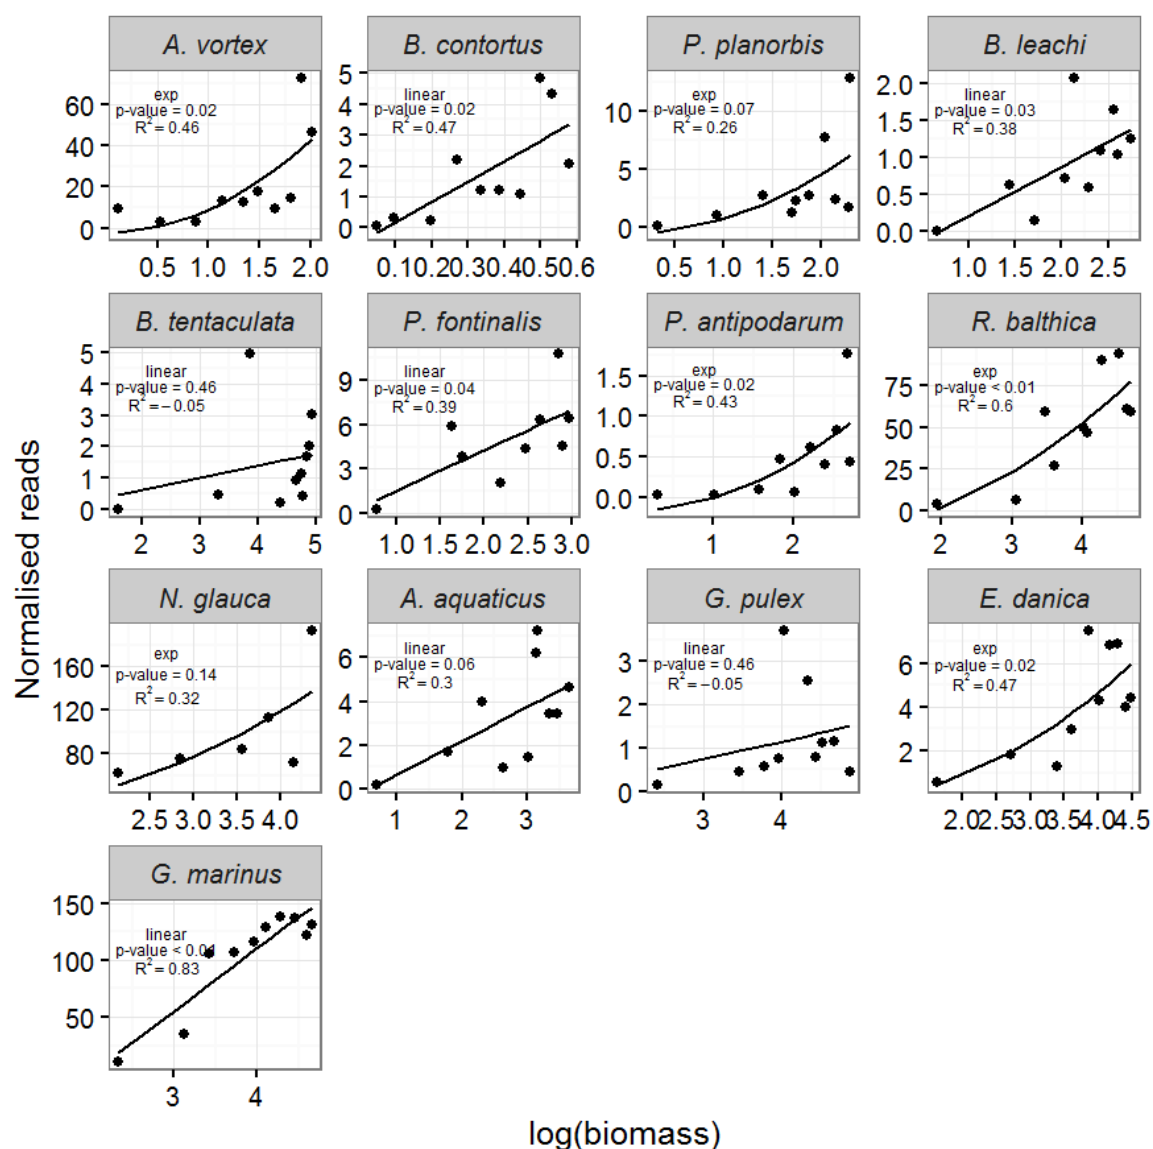 A. vortex
B. contortus
P. planorbis
B. leachi
exp
p-value = 0.02
R² = 0.46
linear
p-value = 0.02
R² = 0.47
exp
p-value = 0.07
R² = 0.26
linear
p-value = 0.03
R² = 0.38
60
40
20
0
5
4
3
2
1
0
10
5
0
2.0
1.5
1.0
0.5
0.0
0.5 1.0 1.5 2.0
0.10.20.30.40.50.6
0.5 1.0 1.5 2.0
1.0 1.5 2.0 2.5
B. tentaculata
P. fontinalis
P. antipodarum
R. balthica
linear
p-value = 0.46
R² = −0.05
linear
p-value = 0.04
R² = 0.39
exp
p-value = 0.02
R² = 0.43
exp
p-value < 0.01
R² = 0.6
5
4
3
2
1
0
9
6
3
0
1.5
1.0
0.5
0.0
75
50
25
0
2 3 4 5
1.0 1.5 2.0 2.5 3.0
1 2
2 3 4
Normalised reads
N. glauca
A. aquaticus
G. pulex
E. danica
exp
p-value = 0.14
R² = 0.32
linear
p-value = 0.06
R² = 0.3
linear
p-value = 0.46
R² = −0.05
exp
p-value = 0.02
R² = 0.47
160
120
80
6
4
2
0
3
2
1
0
6
4
2
2.5 3.0 3.5 4.0
1 2 3
3 4
2.02.53.03.54.04.5
G. marinus
linear
p-value < 0.01
R² = 0.83
150
100
50
3 4
log(biomass)